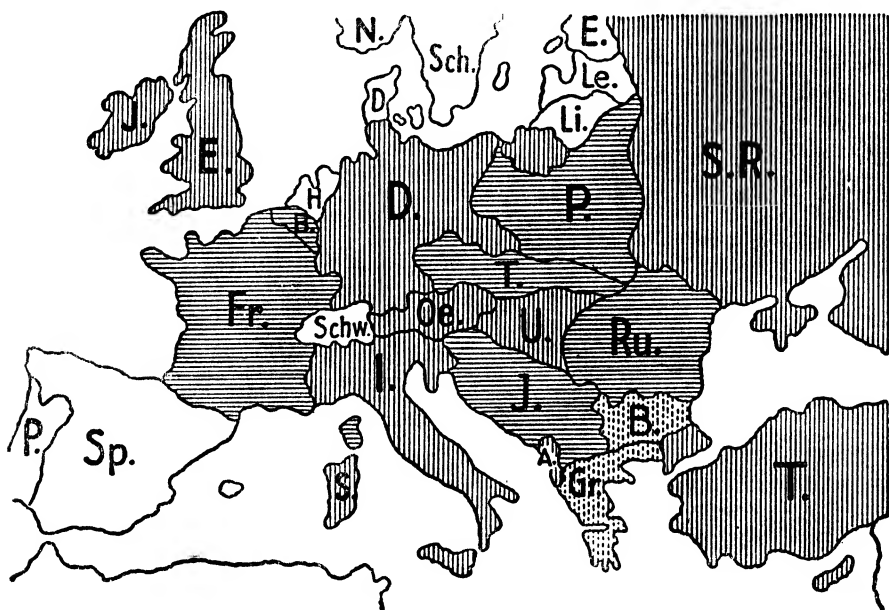 N.
E.
Sch.
Le.
D
Li.
J.
E.
S.R.
H
D.
P.
B.
T.
Fr.
Schw.
Oe.
U.
Ru.
I.
J.
B.
P.
Sp.
A.
S.
Gr.
T.